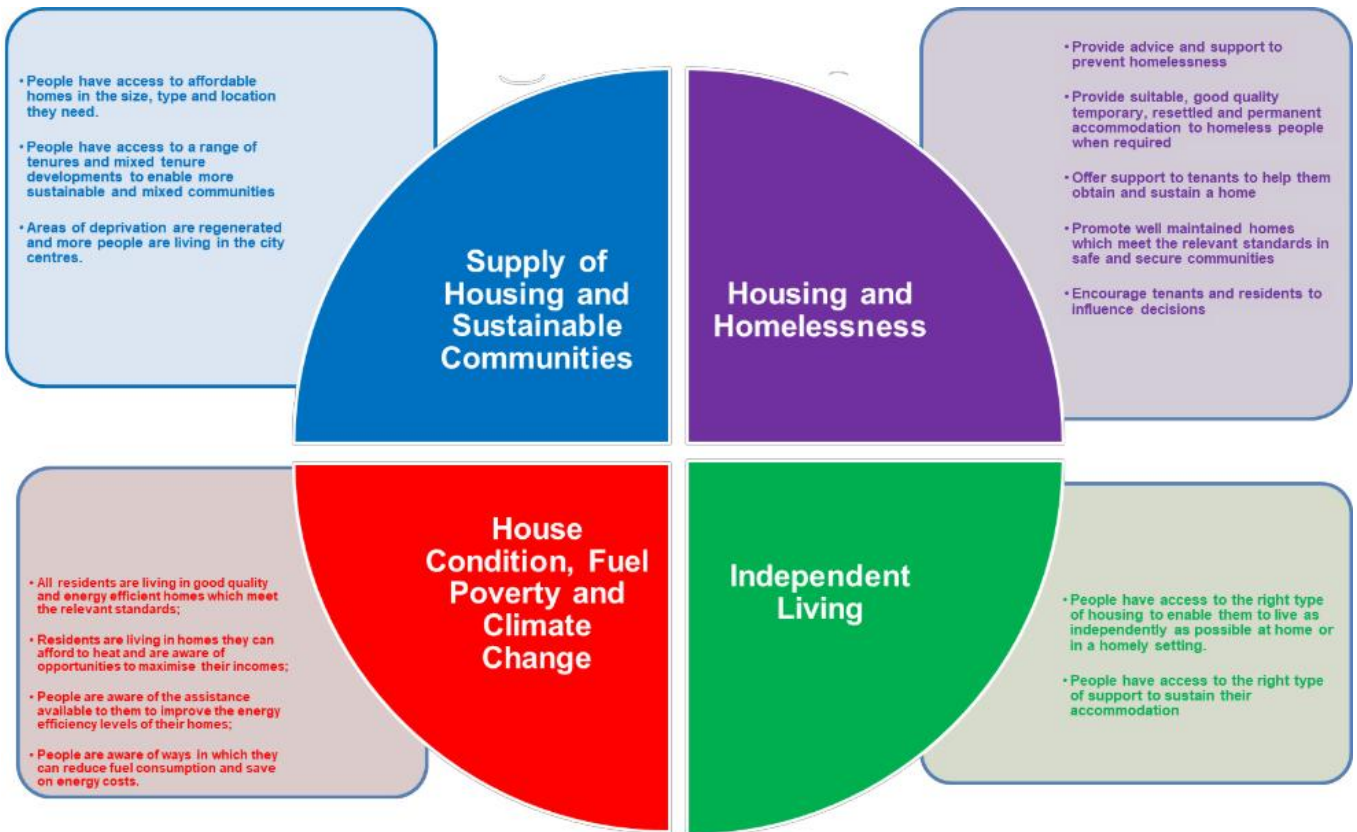 • People have access to affordable
homes in the size, type and location
they need.
• People have access to a range of
tenures and mixed tenure
developments to enable more
sustainable and mixed communities
• Areas of deprivation are regenerated
and more people are living in the city
centres.
Supply of
Housing and
Sustainable
Communities
• Provide advice and support to
prevent homelessness
• Provide suitable, good quality
temporary, resettled and permanent
accommodation to homeless people
when required
• Offer support to tenants to help them
obtain and sustain a home
• Promote well maintained homes
which meet the relevant standards in
safe and secure communities
• Encourage tenants and residents to
influence decisions
Housing and
Homelessness
• All residents are living in good quality
and energy efficient homes which meet
the relevant standards;
• Residents are living in homes they can
afford to heat and are aware of
opportunities to maximise their incomes;
• People are aware of the assistance
available to them to improve the energy
efficiency levels of their homes;
• People are aware of ways in which they
can reduce fuel consumption and save
on energy costs.
House
Condition, Fuel
Poverty and
Climate
Change
Independent
Living
• People have access to the right type
of housing to enable them to live as
independently as possible at home or
in a homely setting.
• People have access to the right type
of support to sustain their
accommodation